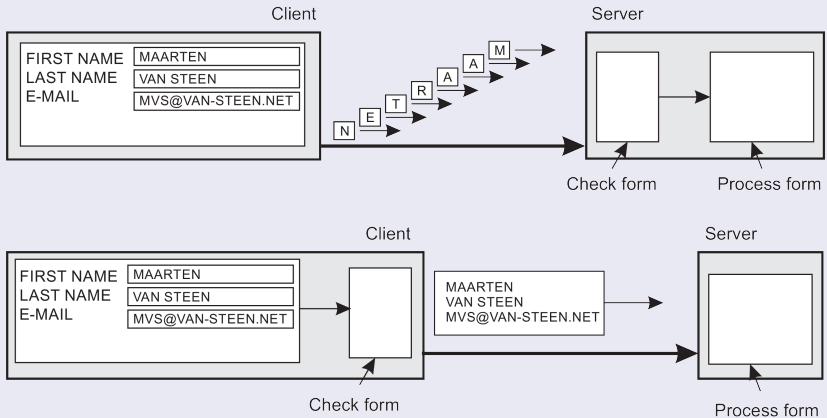 Client
Server
FIRST NAME MAARTEN
LAST NAME VAN STEEN
E-MAIL MVS@VAN-STEEN.NET
M
A
A
R
T
E
N
Check form
Process form
Client
Server
FIRST NAME MAARTEN
LAST NAME VAN STEEN
E-MAIL MVS@VAN-STEEN.NET
MAARTEN
VAN STEEN
MVS@VAN-STEEN.NET
Check form
Process form